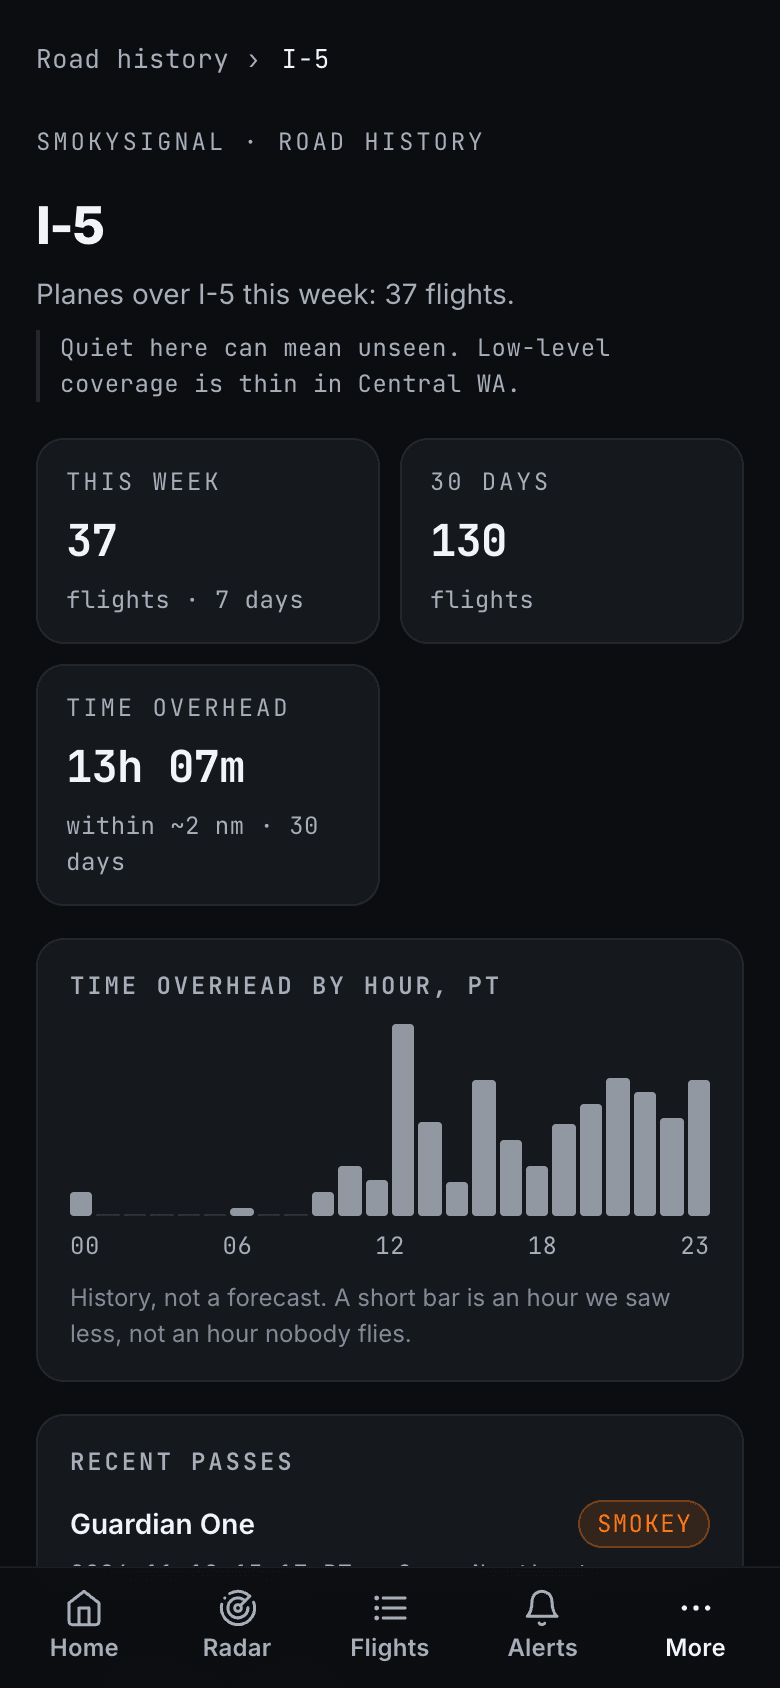 Road history › I-5
SMOKYSIGNAL · ROAD HISTORY
I-5
Planes over I-5 this week: 37 flights.
Quiet here can mean unseen. Low-level
coverage is thin in Central WA.
THIS WEEK
37
flights · 7 days
30 DAYS
130
flights
TIME OVERHEAD
13h 07m
within ~2 nm · 30
days
TIME OVERHEAD BY HOUR, PT
00 06 12 18 23
History, not a forecast. A short bar is an hour we saw
less, not an hour nobody flies.
RECENT PASSES
Guardian One
SMOKEY
Home
Radar
Flights
Alerts
More